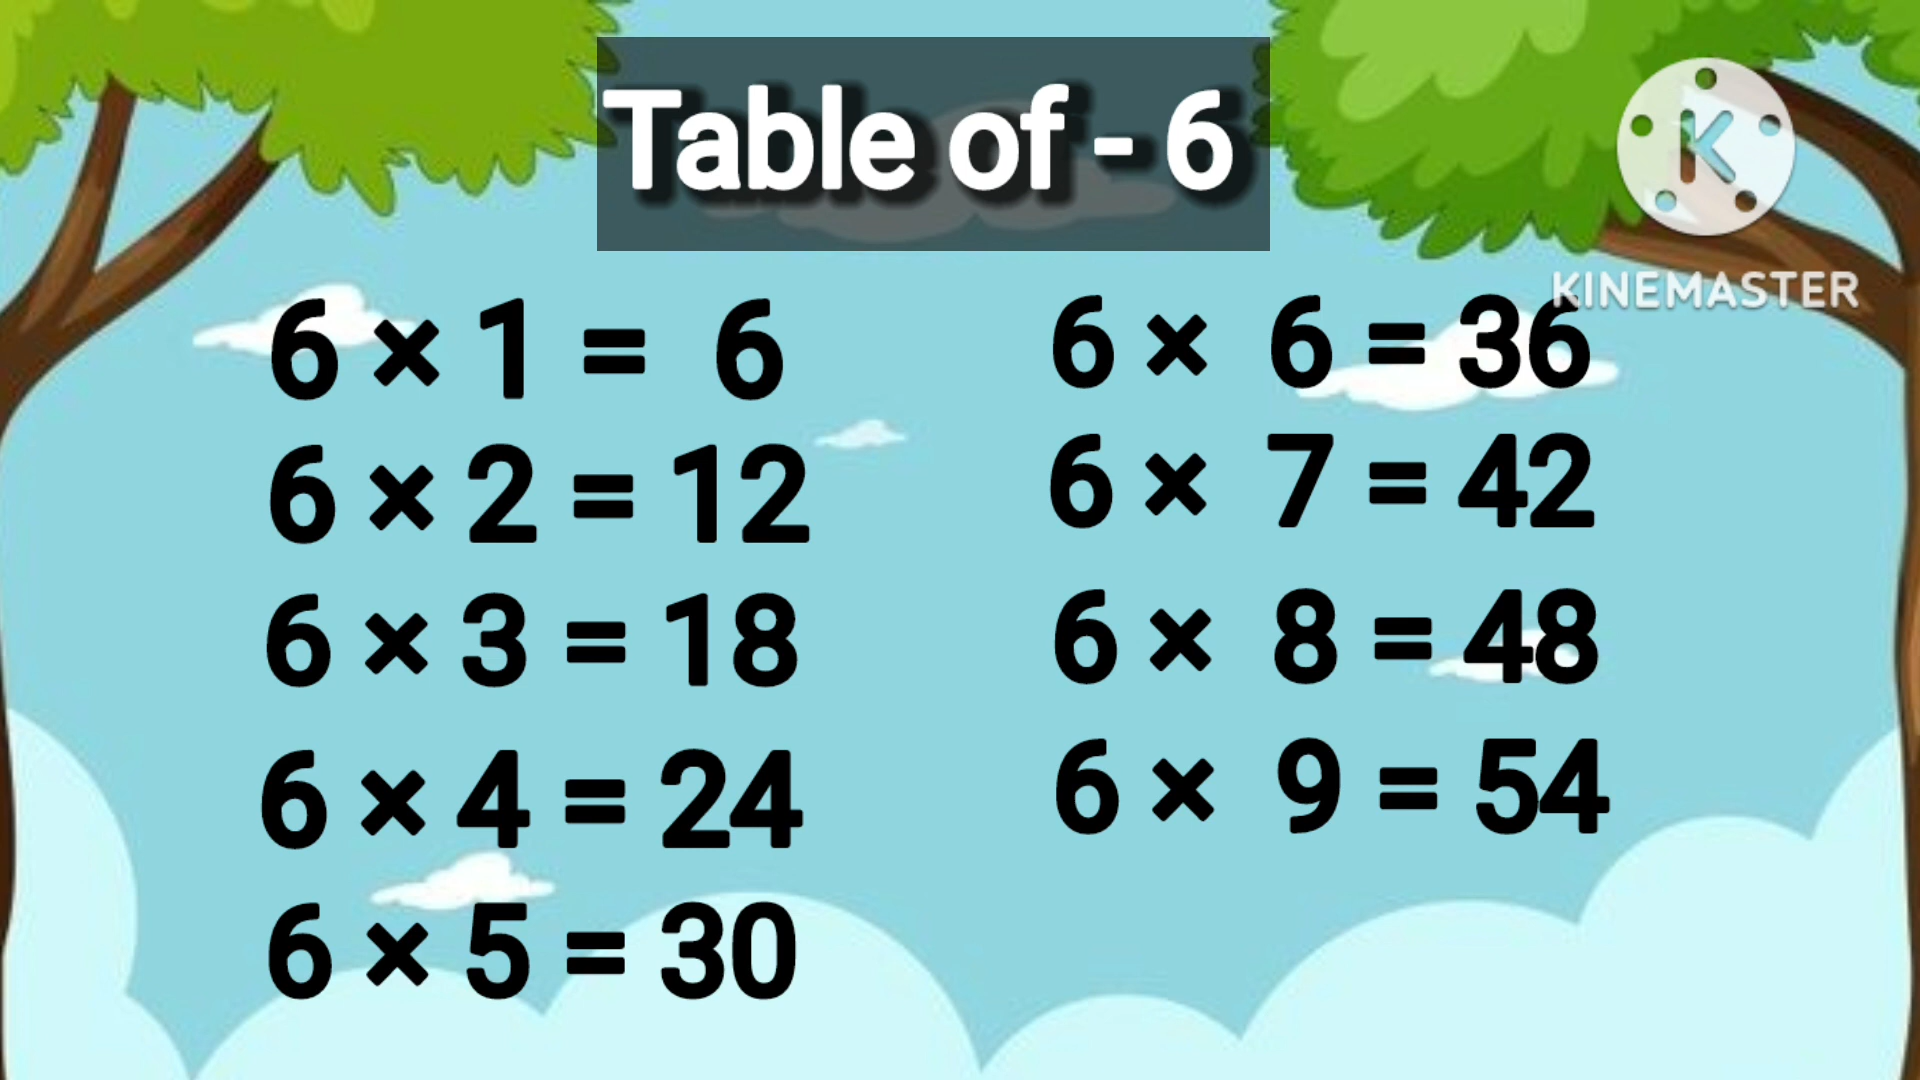 Table of - 6
KINEMASTER
6 × 1 = 6
6 × 2 = 12
6 × 3 = 18
6 × 4 = 24
6 × 5 = 30
6 × 6 = 36
6 × 7 = 42
6 × 8 = 48
6 × 9 = 54